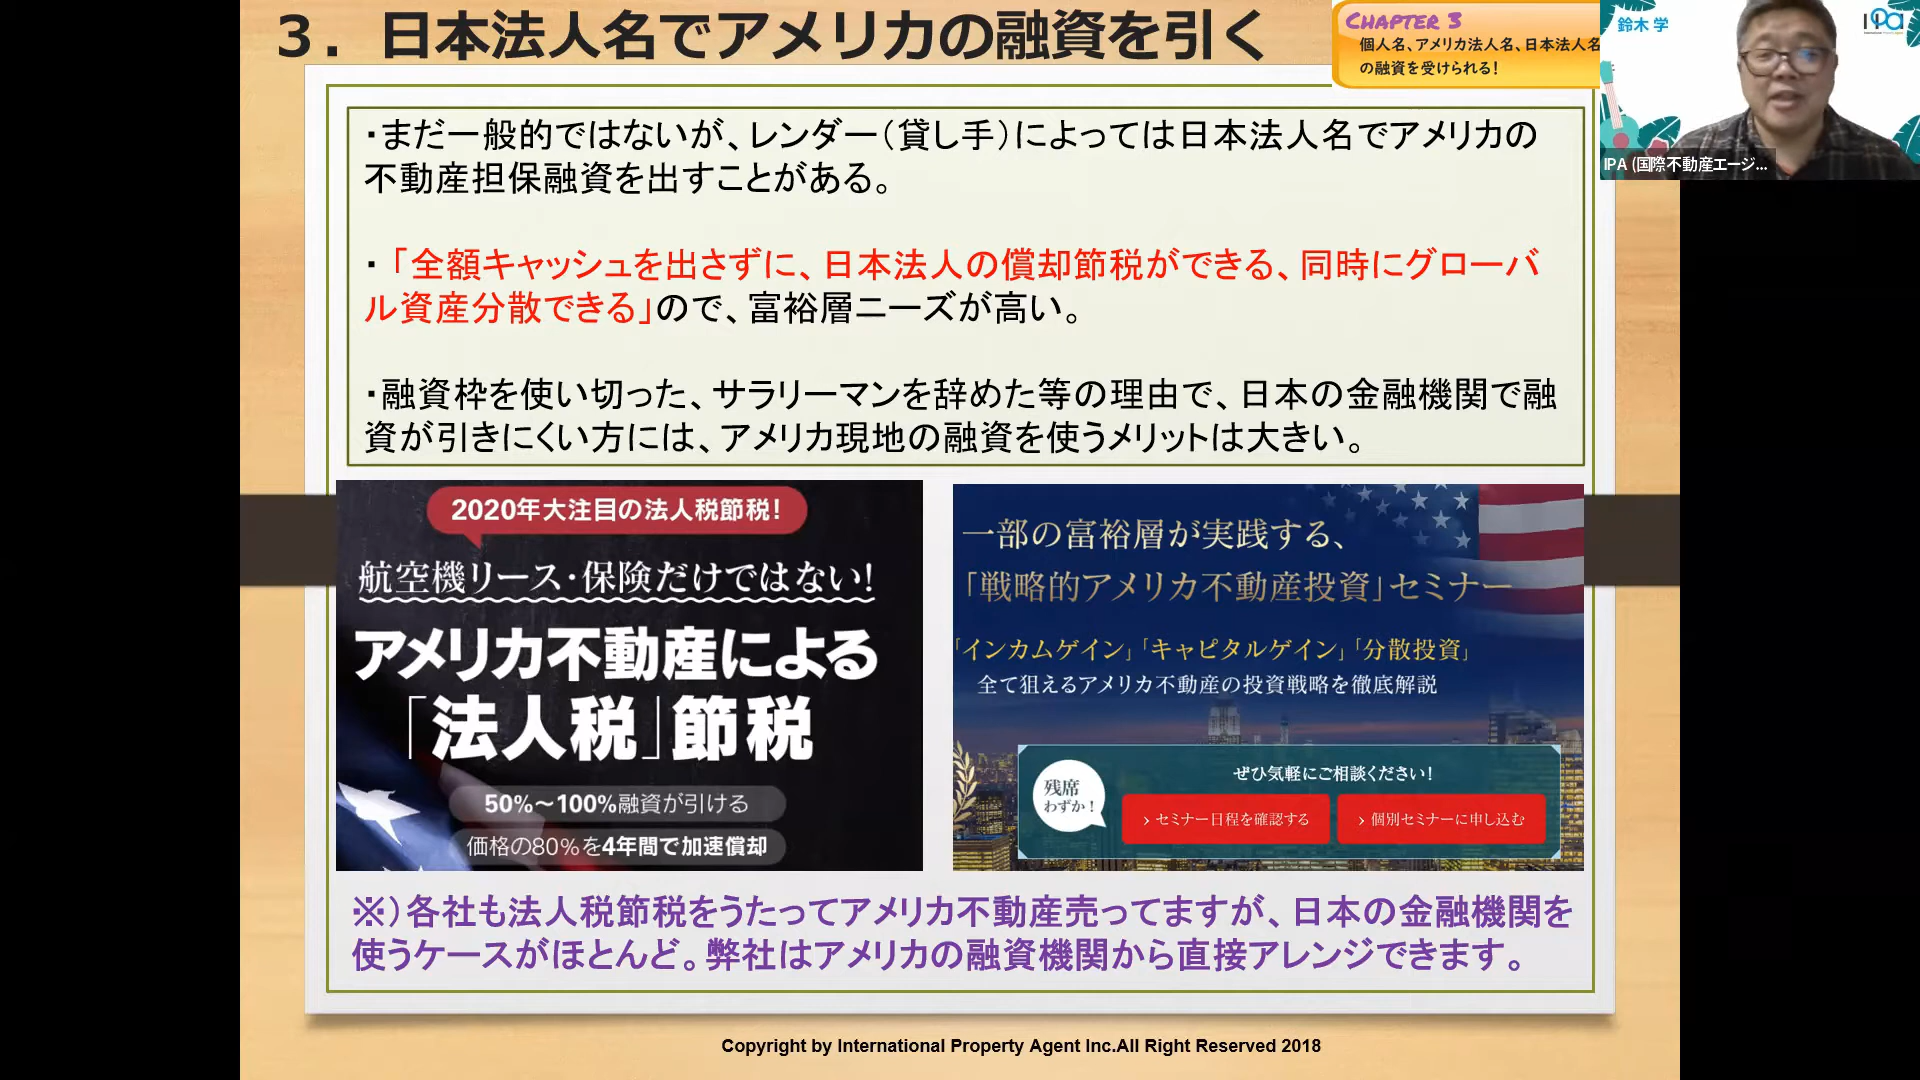 ３．日本法人名でアメリカの融資を引く
CHAPTER 3
個人名、アメリカ法人名、日本法人名
の融資を受けられる！
鈴木 学
IPA
IPA (国際不動産エージ...
・まだ一般的ではないが、レンダー（貸し手）によっては日本法人名でアメリカの
不動産担保融資を出すことがある。
・「全額キャッシュを出さずに、日本法人の償却節税ができる、同時にグローバ
ル資産分散できる」ので、富裕層ニーズが高い。
・融資枠を使い切った、サラリーマンを辞めた等の理由で、日本の金融機関で融
資が引きにくい方には、アメリカ現地の融資を使うメリットは大きい。
2020年大注目の法人税節税！
航空機リース・保険だけではない！
アメリカ不動産による
「法人税」節税
50%～100%融資が引ける
価格の80%を4年間で加速償却
一部の富裕層が実践する、
「戦略的アメリカ不動産投資」セミナー
「インカムゲイン」「キャピタルゲイン」「分散投資」
全て狙えるアメリカ不動産の投資戦略を徹底解説
残席
わずか！
ぜひ気軽にご相談ください！
› セミナー日程を確認する
› 個別セミナーに申し込む
※）各社も法人税節税をうたってアメリカ不動産売ってますが、日本の金融機関を
使うケースがほとんど。弊社はアメリカの融資機関から直接アレンジできます。
Copyright by International Property Agent Inc.All Right Reserved 2018